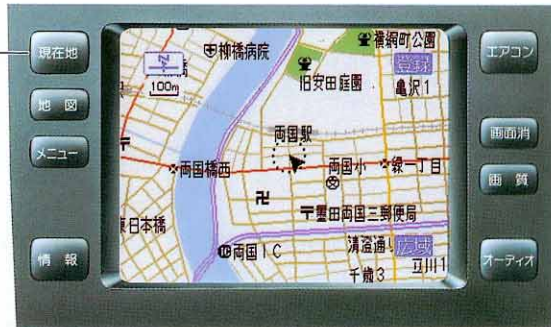 現在地
地図
メニュー
情報
エアコン
画面消
画質
オーディオ
柳橋病院
横網町公園
登録
100m
旧安田庭園
亀沢1
両国駅
両国橋西
両国小
緑一丁目
墨田両国三郵便局
東日本橋
両国IC
清澄通り
広域
千歳3
立川1